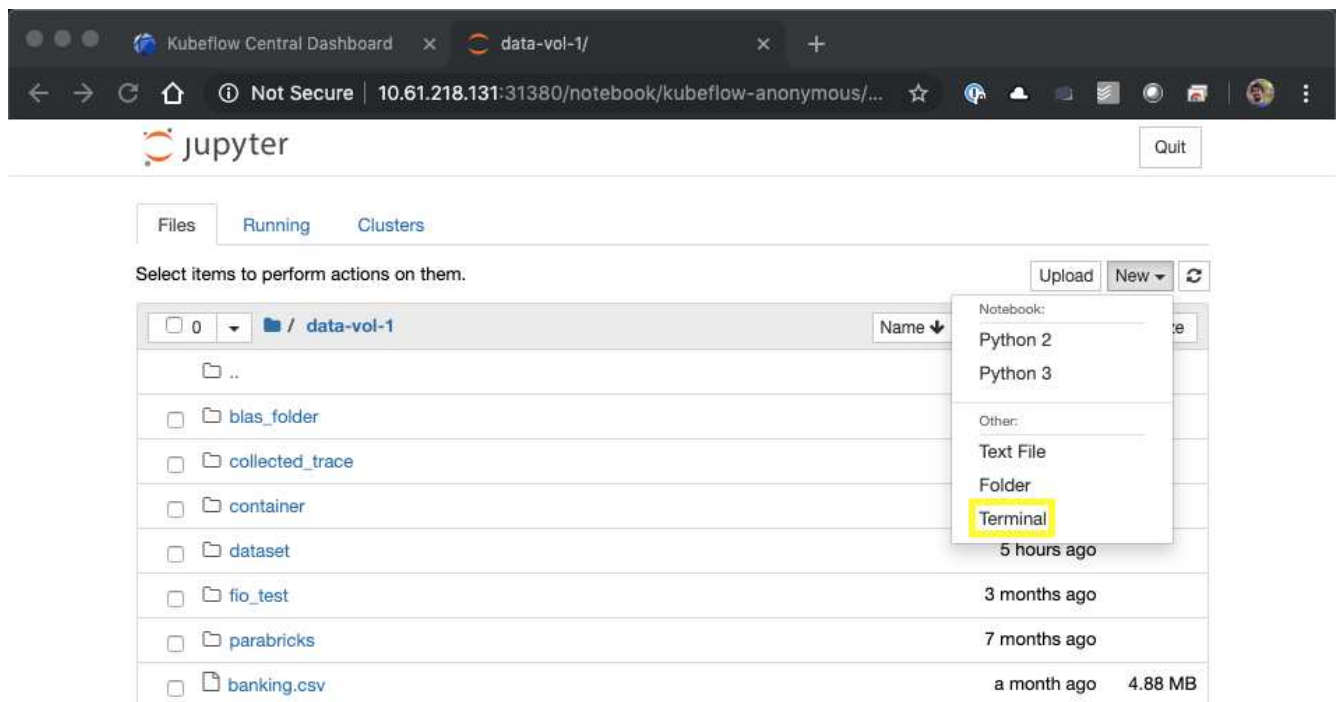 Kubeflow Central Dashboard
data-vol-1/
Not Secure | 10.61.218.131:31380/notebook/kubeflow-anonymous/...
jupyter
Quit
Files Running Clusters
Select items to perform actions on them.
Upload New
0 / data-vol-1 Name
Notebook:
Python 2
Python 3
Other:
Text File
Folder
Terminal
..
blas_folder
collected_trace
container
dataset 5 hours ago
fio_test 3 months ago
parabricks 7 months ago
banking.csv a month ago 4.88 MB